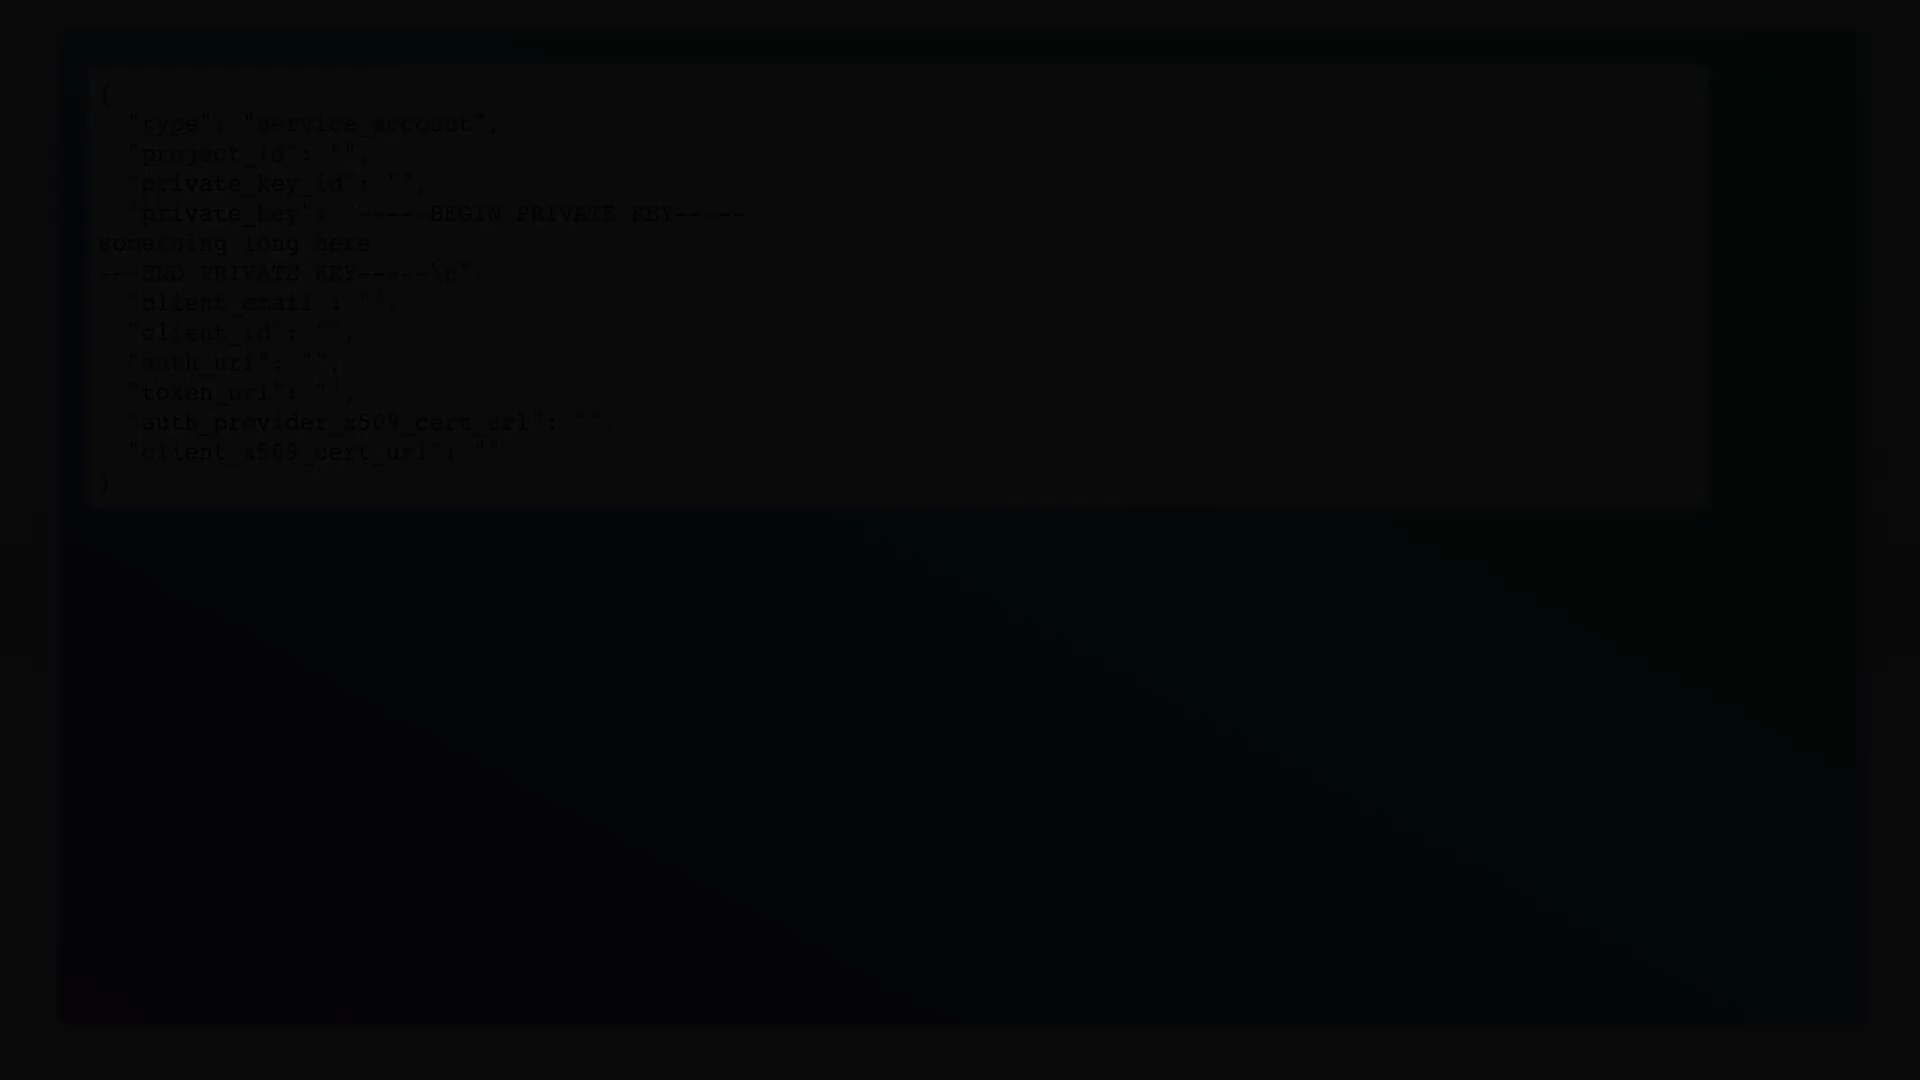 {
  "type": "service_account",
  "project_id": "",
  "private_key_id": "",
  "private_key": "-----BEGIN PRIVATE KEY-----
something long here
---END PRIVATE KEY-----\n",
  "client_email": "",
  "client_id": "",
  "auth_uri": "",
  "token_uri": "",
  "auth_provider_x509_cert_url": "",
  "client_x509_cert_url": ""
}